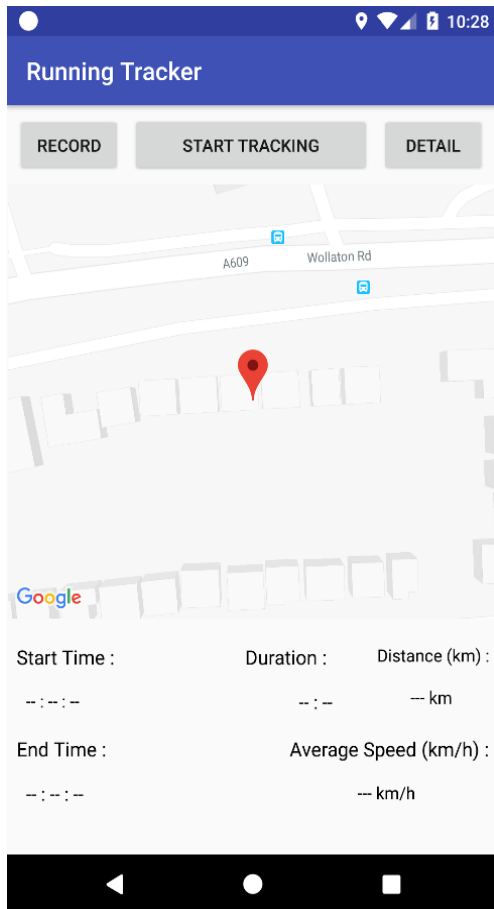 10:28
Running Tracker
RECORD START TRACKING DETAIL
A609 Wollaton Rd
Google
Start Time : Duration : Distance (km) :
-- : -- : -- -- : -- --- km
End Time : Average Speed (km/h) :
-- : -- : -- --- km/h